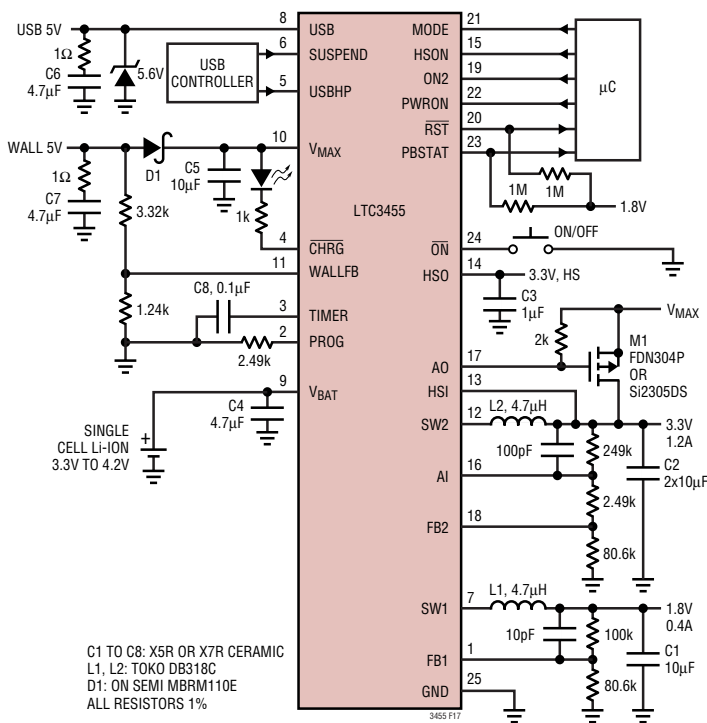 USB 5V
1Ω
C6
4.7μF
5.6V
USB
CONTROLLER
8
USB
6
SUSPEND
5
USBHP
WALL 5V
1Ω
C7
4.7μF
D1
3.32k
C5
10μF
1k
10
VMAX
4
CHRG
11
WALLFB
1.24k
C8, 0.1μF
3
TIMER
2
PROG
2.49k
9
VBAT
C4
4.7μF
SINGLE
CELL Li-ION
3.3V TO 4.2V
+
LTC3455
MODE
21
HSON
15
ON2
19
PWRON
22
RST
20
PBSTAT
23
μC
1M
1M
1.8V
ON
24
ON/OFF
HSO
14
3.3V, HS
C3
1μF
VMAX
2k
M1
FDN304P
OR
Si2305DS
AO
17
HSI
13
SW2
12
L2, 4.7μH
3.3V
1.2A
100pF
249k
C2
2x10μF
AI
16
2.49k
FB2
18
80.6k
SW1
7
L1, 4.7μH
1.8V
0.4A
10pF
100k
C1
10μF
FB1
1
80.6k
GND
25
C1 TO C8: X5R OR X7R CERAMIC
L1, L2: TOKO DB318C
D1: ON SEMI MBRM110E
ALL RESISTORS 1%
3455 F17